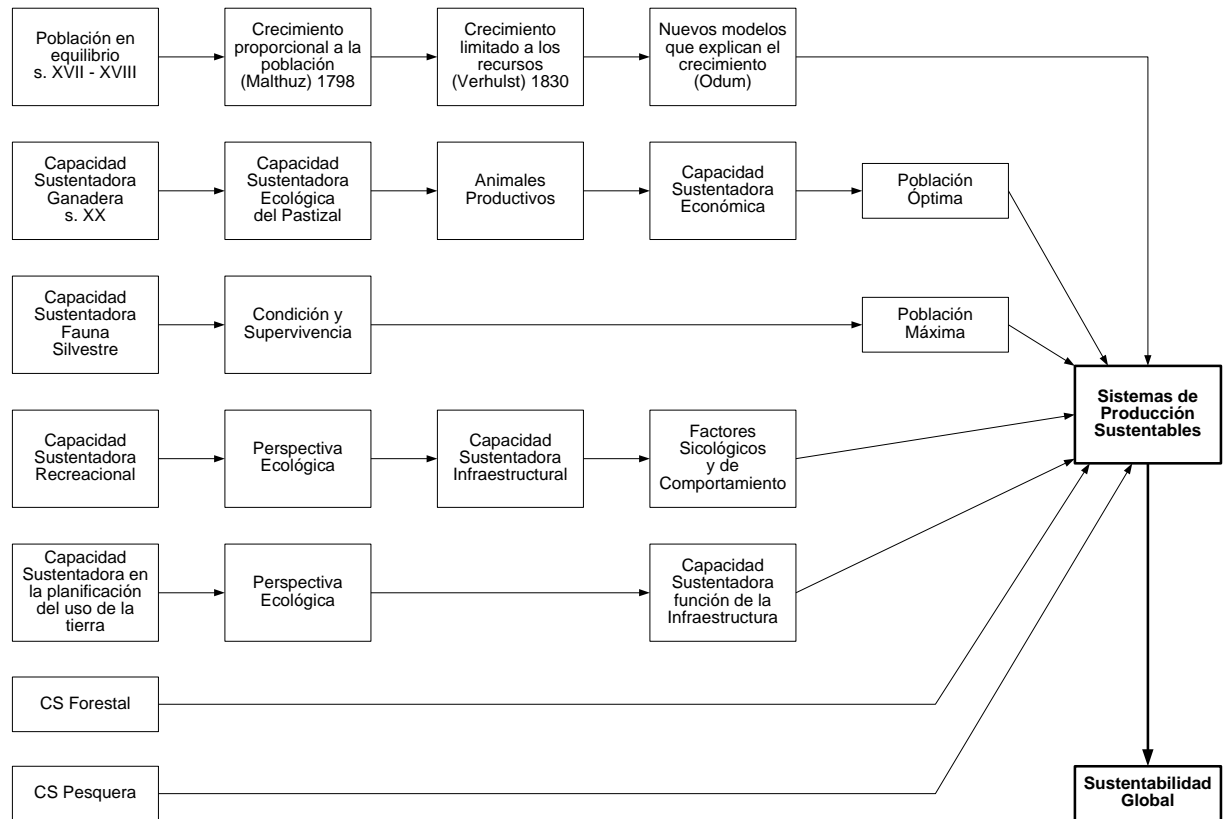 Población en
equilibrio
s. XVII - XVIII
Crecimiento
proporcional a la
población
(Malthuz) 1798
Crecimiento
limitado a los
recursos
(Verhulst) 1830
Nuevos modelos
que explican el
crecimiento
(Odum)
Capacidad
Sustentadora
Ganadera
s. XX
Capacidad
Sustentadora
Ecológica
del Pastizal
Animales
Productivos
Capacidad
Sustentadora
Económica
Población
Óptima
Capacidad
Sustentadora
Fauna
Silvestre
Condición y
Supervivencia
Población
Máxima
Sistemas de
Producción
Sustentables
Capacidad
Sustentadora
Recreacional
Perspectiva
Ecológica
Capacidad
Sustentadora
Infraestructural
Factores
Sicológicos
y de
Comportamiento
Capacidad
Sustentadora en
la planificación
del uso de la
tierra
Perspectiva
Ecológica
Capacidad
Sustentadora
función de la
Infraestructura
CS Forestal
CS Pesquera
Sustentabilidad
Global